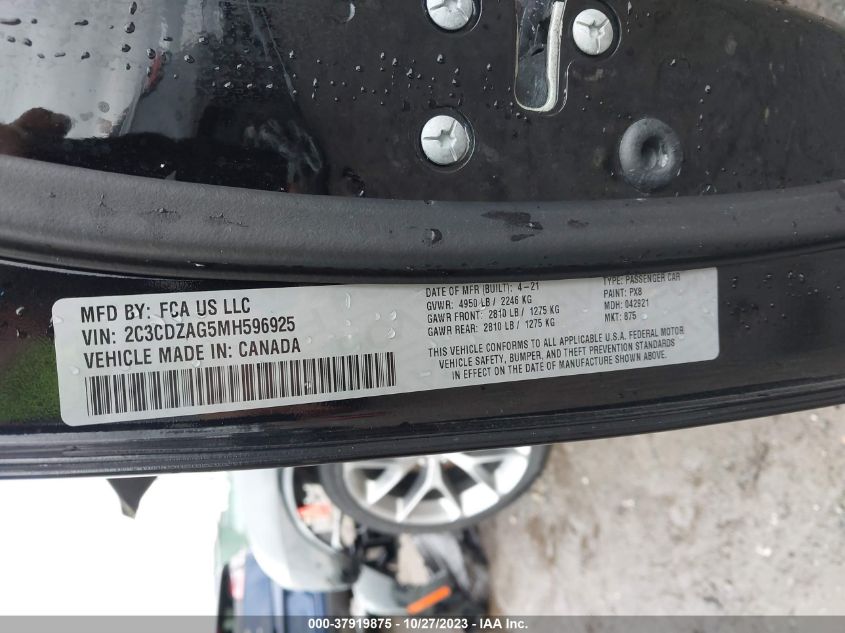 MFD BY: FCA US LLC
VIN: 2C3CDZAG5MH596925
VEHICLE MADE IN: CANADA
DATE OF MFR (BUILT): 4-21
GVWR: 4950 LB / 2246 KG
GAWR FRONT: 2810 LB / 1275 KG
GAWR REAR: 2810 LB / 1275 KG
TYPE: PASSENGER CAR
PAINT: PX8
MDH: 042921
MKT: 875
THIS VEHICLE CONFORMS TO ALL APPLICABLE U.S.A. FEDERAL MOTOR
VEHICLE SAFETY, BUMPER, AND THEFT PREVENTION STANDARDS
IN EFFECT ON THE DATE OF MANUFACTURE SHOWN ABOVE.
000-37919875 - 10/27/2023 - IAA Inc.